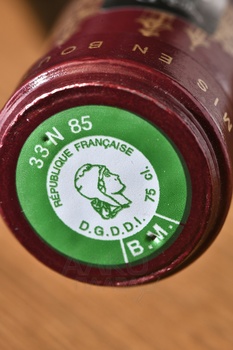 MIS EN BOU
33 N 85
RÉPUBLIQUE FRANÇAISE
75 cl.
D.G.D.D.I.
B.M.